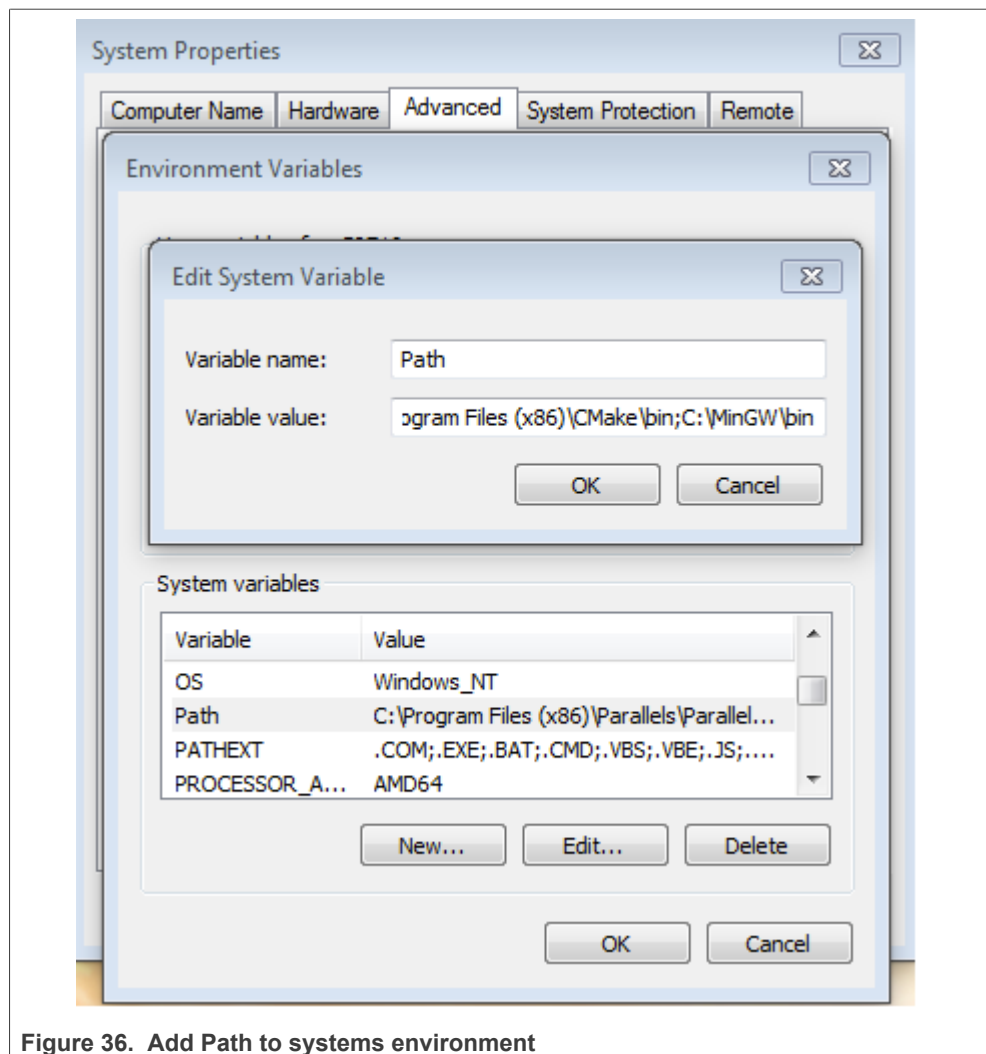 System Properties
Computer Name Hardware Advanced System Protection Remote
Environment Variables
Edit System Variable
Variable name: Path
Variable value: ogram Files (x86)\CMake\bin;C:\MinGW\bin
OK Cancel
System variables
Variable Value
OS Windows_NT
Path C:\Program Files (x86)\Parallels\Parallel...
PATHEXT .COM;.EXE;.BAT;.CMD;.VBS;.VBE;.JS;....
PROCESSOR_A... AMD64
New... Edit... Delete
OK Cancel
Figure 36. Add Path to systems environment